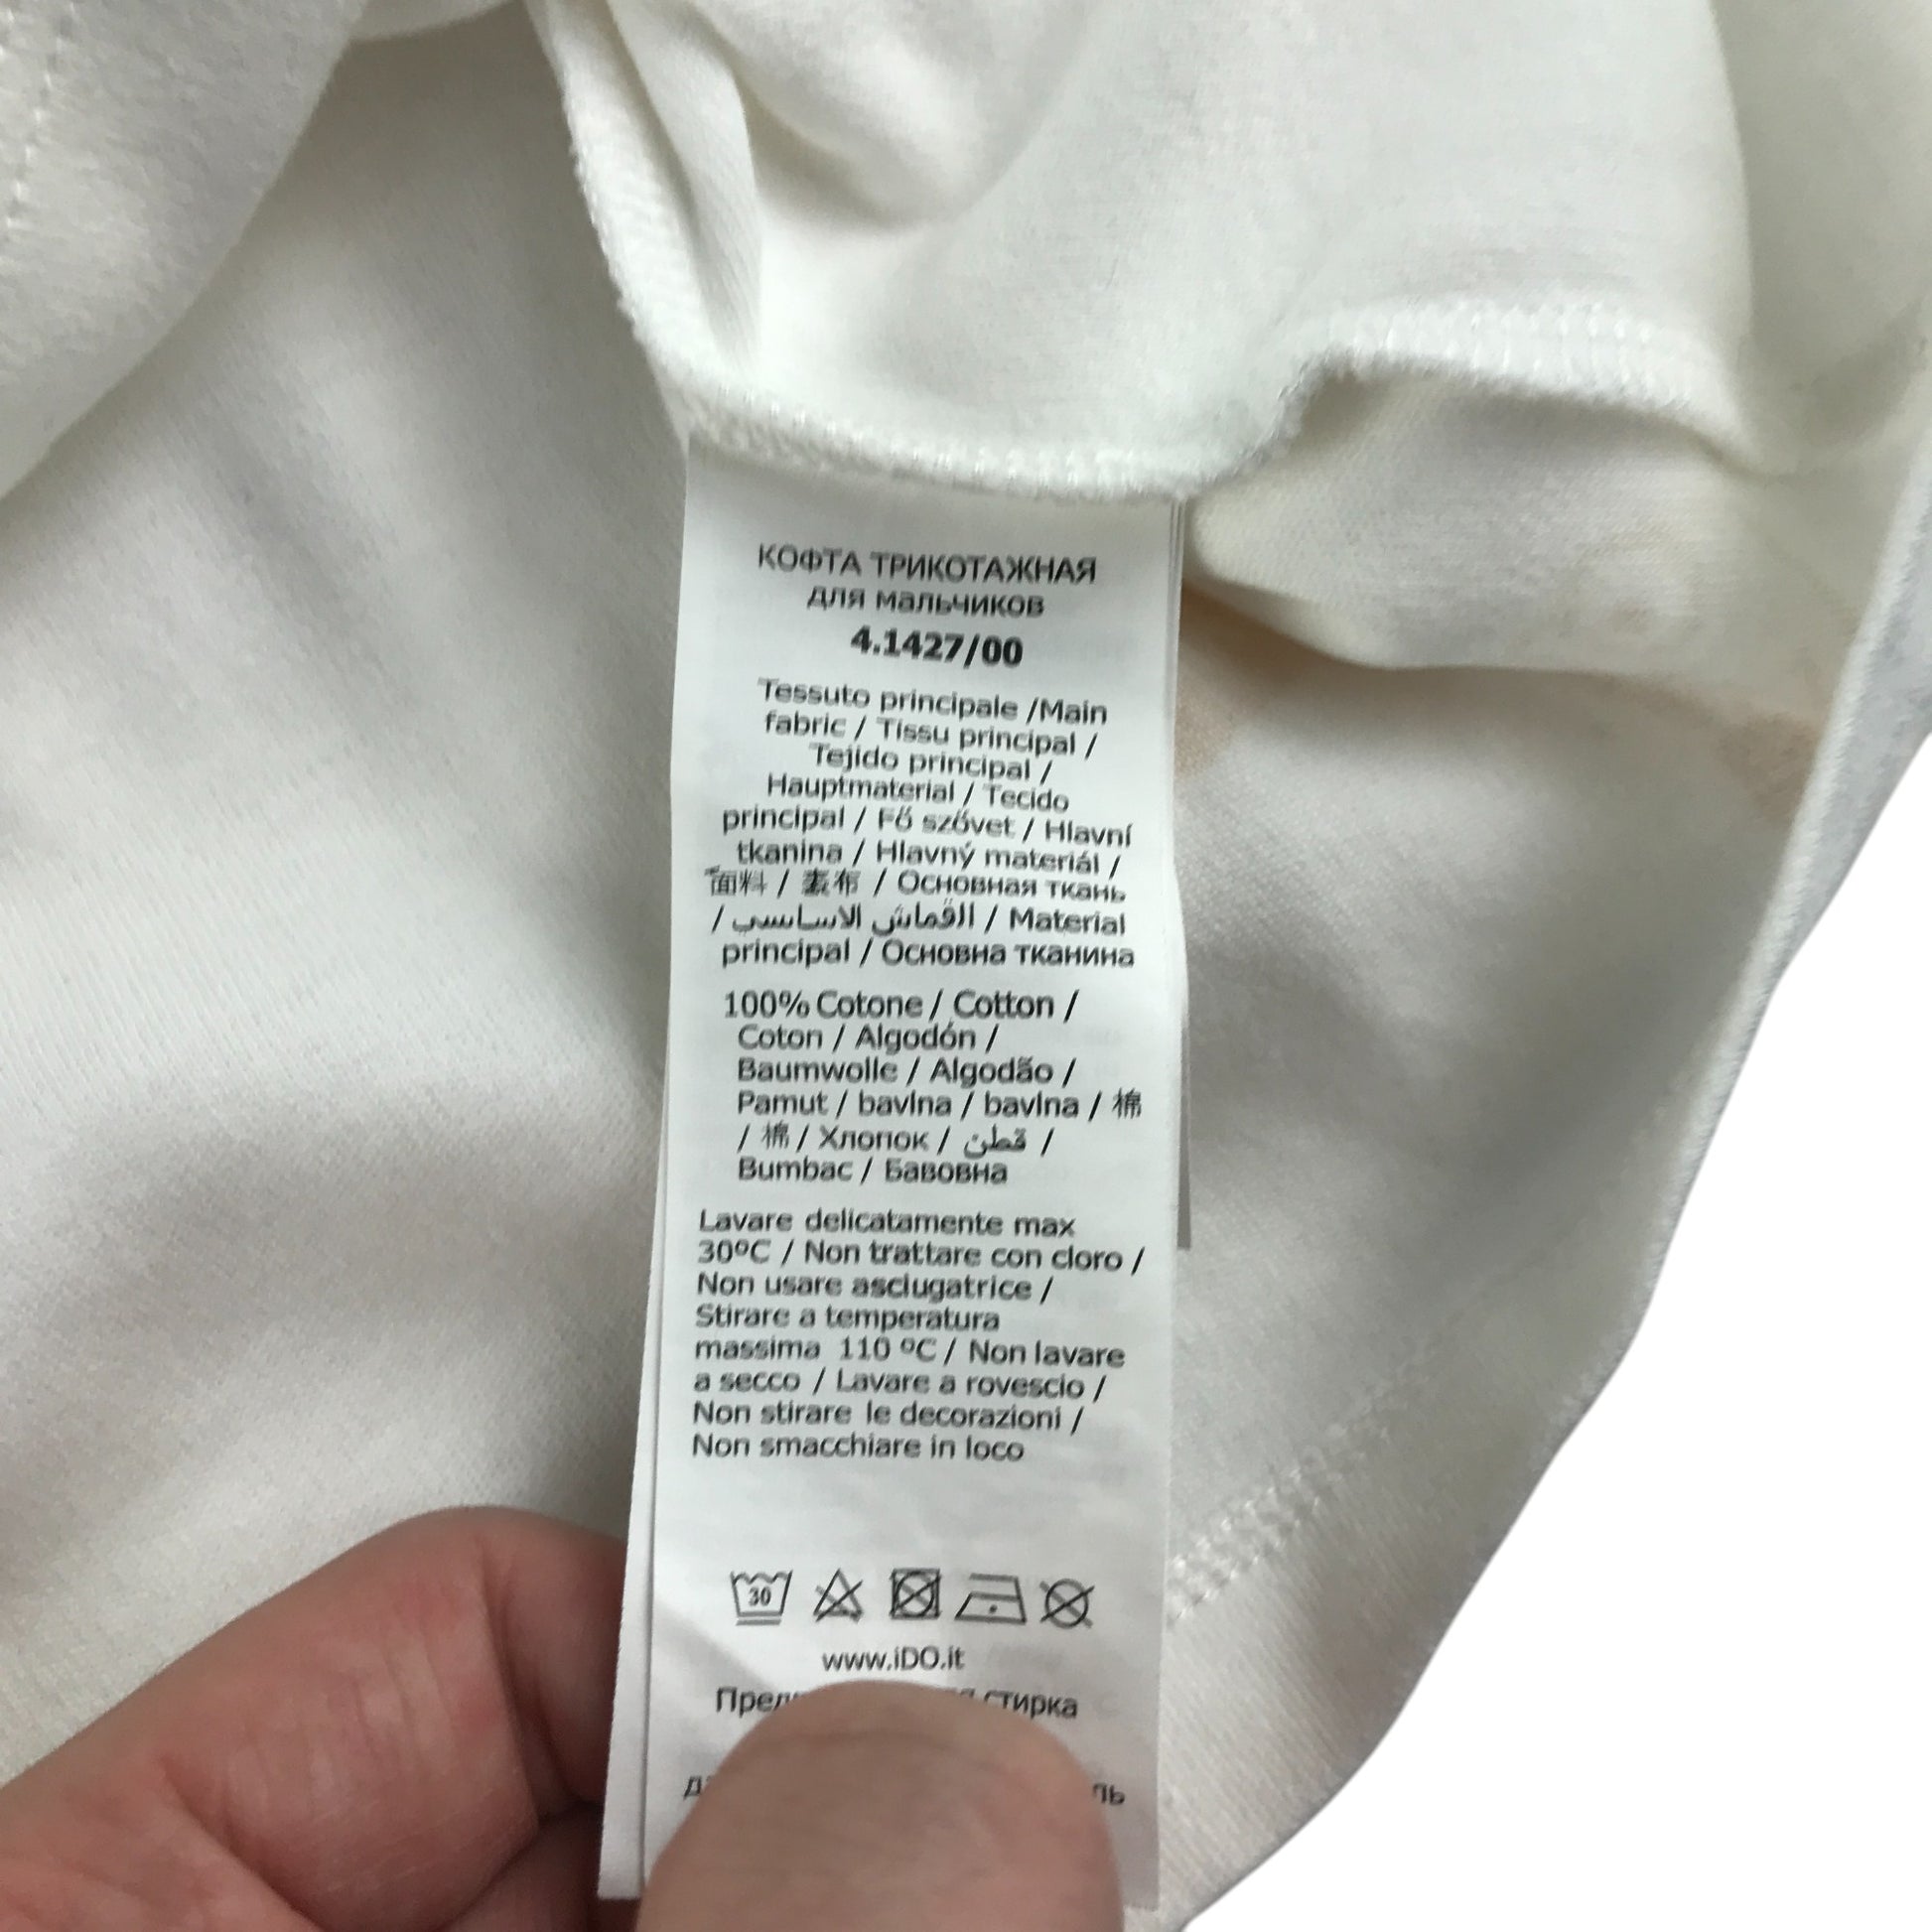 КОФТА ТРИКОТАЖНАЯ
для мальчиков
4.1427/00
Tessuto principale /Main
fabric / Tissu principal /
Tejido principal /
Hauptmaterial / Tecido
principal / Fő szővet / Hlavní
tkanina / Hlavný materiál /
面料 / 素布 / Основная ткань
/ القماش الاساسي / Material
principal / Основна тканина
100% Cotone / Cotton /
Coton / Algodón /
Baumwolle / Algodão /
Pamut / bavlna / bavlna / 棉
/ 棉 / Хлопок / قطن /
Bumbac / Бавовна
Lavare delicatamente max
30ºC / Non trattare con cloro /
Non usare asciugatrice /
Stirare a temperatura
massima 110 ºC / Non lavare
a secco / Lavare a rovescio /
Non stirare le decorazioni /
Non smacchiare in loco
30
www.iDO.it
стирка